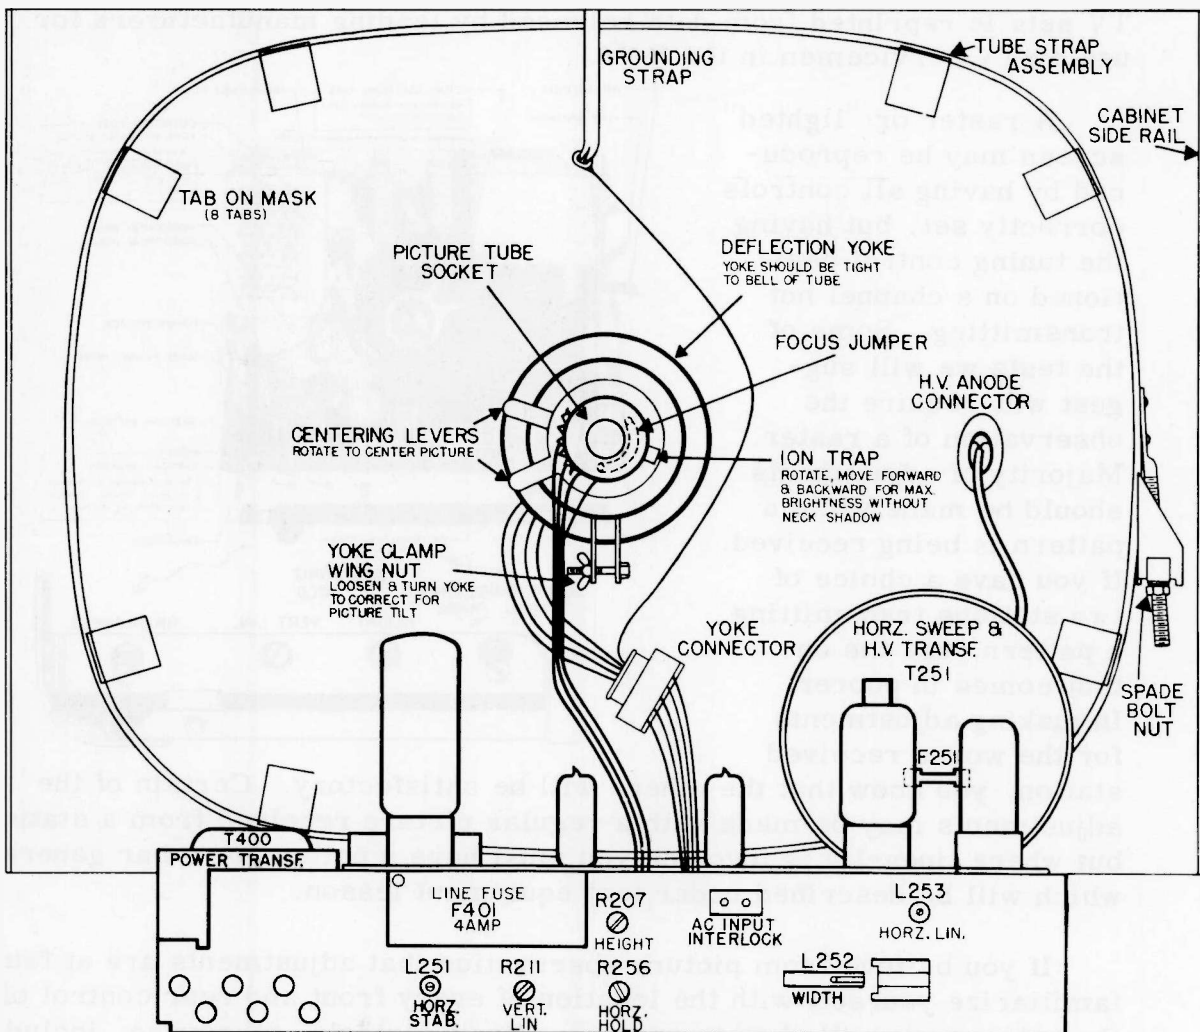 GROUNDING
STRAP
TUBE STRAP
ASSEMBLY
CABINET
SIDE RAIL
TAB ON MASK
(8 TABS)
PICTURE TUBE
SOCKET
DEFLECTION YOKE
YOKE SHOULD BE TIGHT
TO BELL OF TUBE
FOCUS JUMPER
H.V. ANODE
CONNECTOR
CENTERING LEVERS
ROTATE TO CENTER PICTURE
ION TRAP
ROTATE, MOVE FORWARD
& BACKWARD FOR MAX.
BRIGHTNESS WITHOUT
NECK SHADOW
YOKE CLAMP
WING NUT
LOOSEN & TURN YOKE
TO CORRECT FOR
PICTURE TILT
YOKE
CONNECTOR
HORZ. SWEEP &
H.V. TRANSF.
T251
F251
SPADE
BOLT
NUT
T400
POWER TRANSF.
LINE FUSE
F401
4AMP
R207
HEIGHT
AC INPUT
INTERLOCK
L253
HORZ. LIN.
L251
HORZ
STAB.
R211
VERT.
LIN
R256
HORZ.
HOLD.
L252
WIDTH